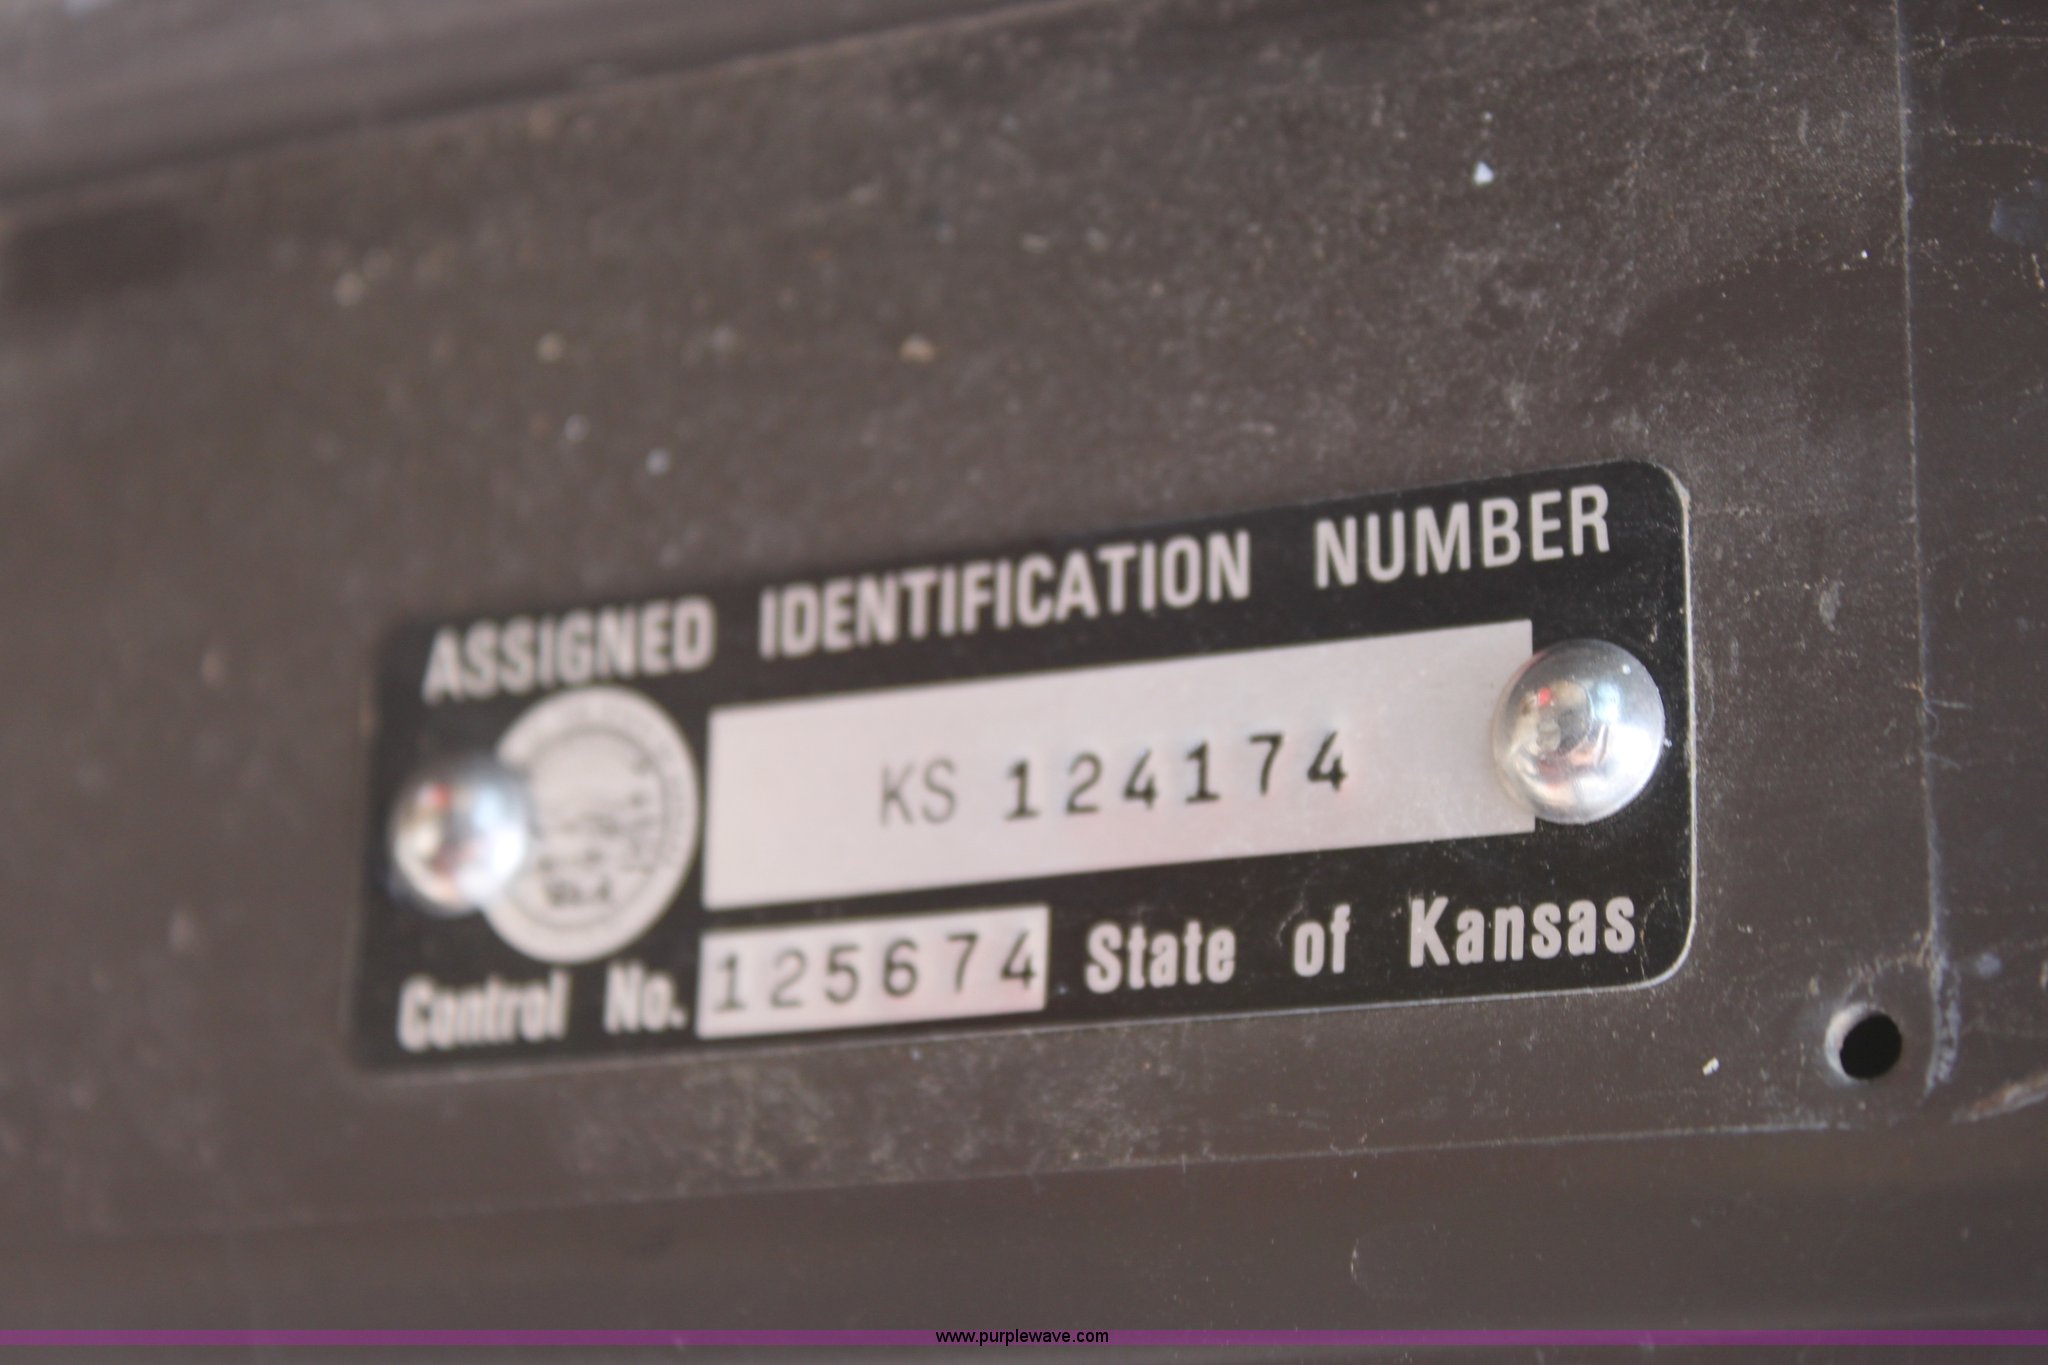 ASSIGNED IDENTIFICATION NUMBER
KS 124174
Control No. 125674 State of Kansas
www.purplewave.com